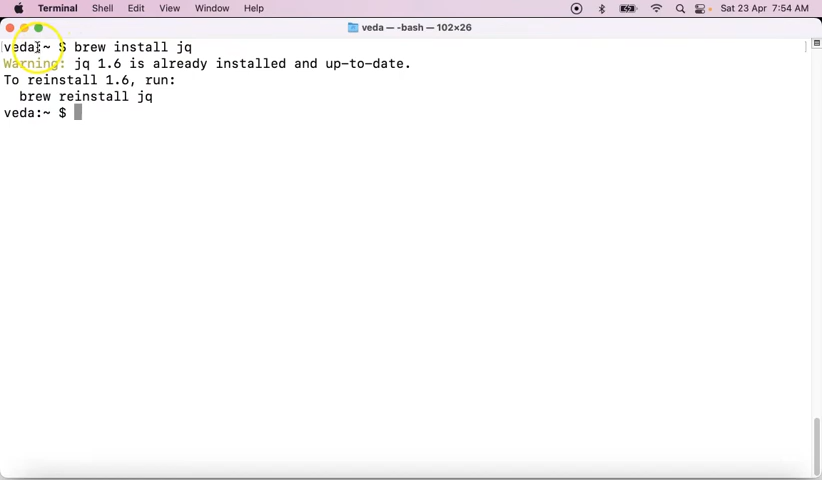 Terminal Shell Edit View Window Help Sat 23 Apr 7:54 AM
veda — -bash — 102×26
veda:~ $ brew install jq
Warning: jq 1.6 is already installed and up-to-date.
To reinstall 1.6, run:
  brew reinstall jq
veda:~ $